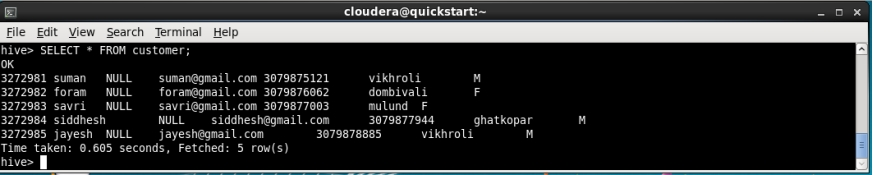 cloudera@quickstart:~
File Edit View Search Terminal Help
hive> SELECT * FROM customer;
OK
3272981 suman NULL suman@gmail.com 3079875121 vikhroli M
3272982 foram NULL foram@gmail.com 3079876062 dombivali F
3272983 savri NULL savri@gmail.com 3079877003 mulund F
3272984 siddhesh NULL siddhesh@gmail.com 3079877944 ghatkopar M
3272985 jayesh NULL jayesh@gmail.com 3079878885 vikhroli M
Time taken: 0.605 seconds, Fetched: 5 row(s)
hive>